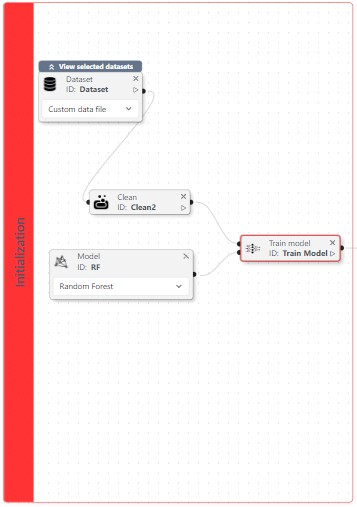 View selected datasets
Dataset
ID: Dataset
Custom data file
Clean
ID: Clean2
Model
ID: RF
Random Forest
Train model
ID: Train Model
Initialization